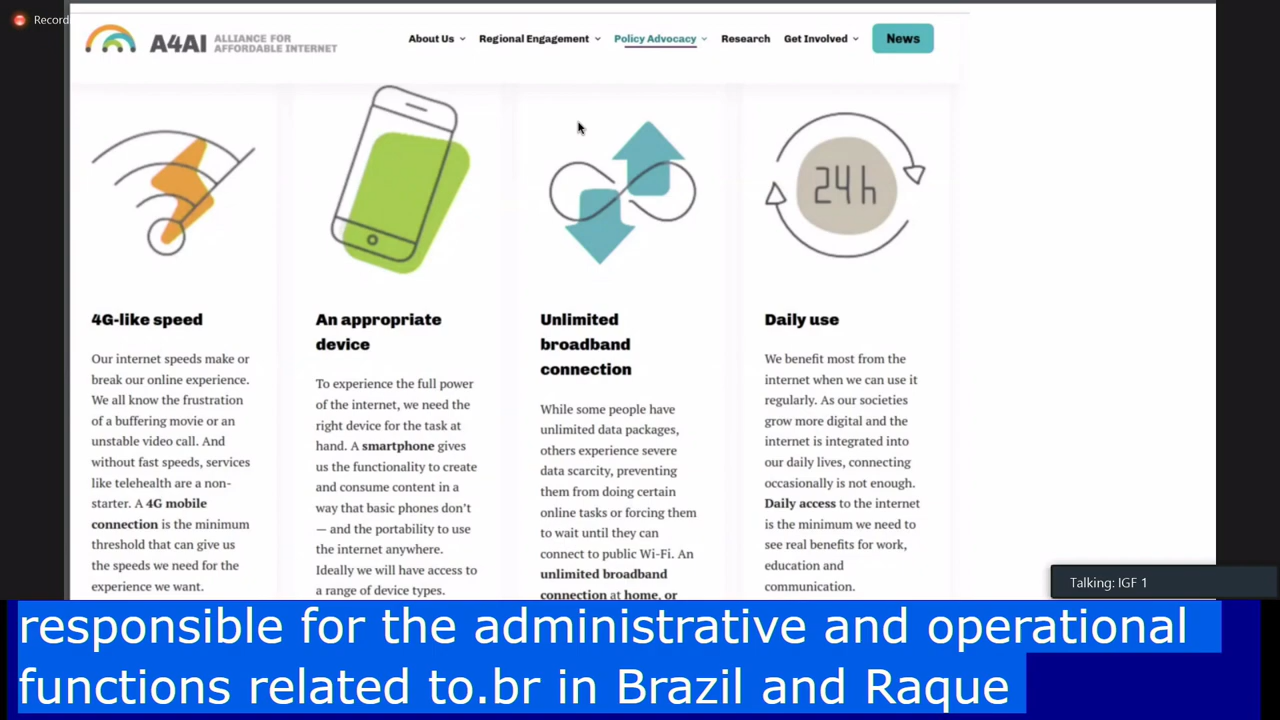 Recordi
A4AI ALLIANCE FOR
AFFORDABLE INTERNET
About Us
Regional Engagement
Policy Advocacy
Research
Get Involved
News
24h
4G-like speed
Our internet speeds make or
break our online experience.
We all know the frustration
of a buffering movie or an
unstable video call. And
without fast speeds, services
like telehealth are a non-
starter. A 4G mobile
connection is the minimum
threshold that can give us
the speeds we need for the
experience we want.
An appropriate
device
To experience the full power
of the internet, we need the
right device for the task at
hand. A smartphone gives
us the functionality to create
and consume content in a
way that basic phones don’t
— and the portability to use
the internet anywhere.
Ideally we will have access to
a range of device types.
Unlimited
broadband
connection
While some people have
unlimited data packages,
others experience severe
data scarcity, preventing
them from doing certain
online tasks or forcing them
to wait until they can
connect to public Wi-Fi. An
unlimited broadband
connection at home, or
Daily use
We benefit most from the
internet when we can use it
regularly. As our societies
grow more digital and the
internet is integrated into
our daily lives, connecting
occasionally is not enough.
Daily access to the internet
is the minimum we need to
see real benefits for work,
education and
communication.
Talking: IGF 1
responsible for the administrative and operational
functions related to.br in Brazil and Raque